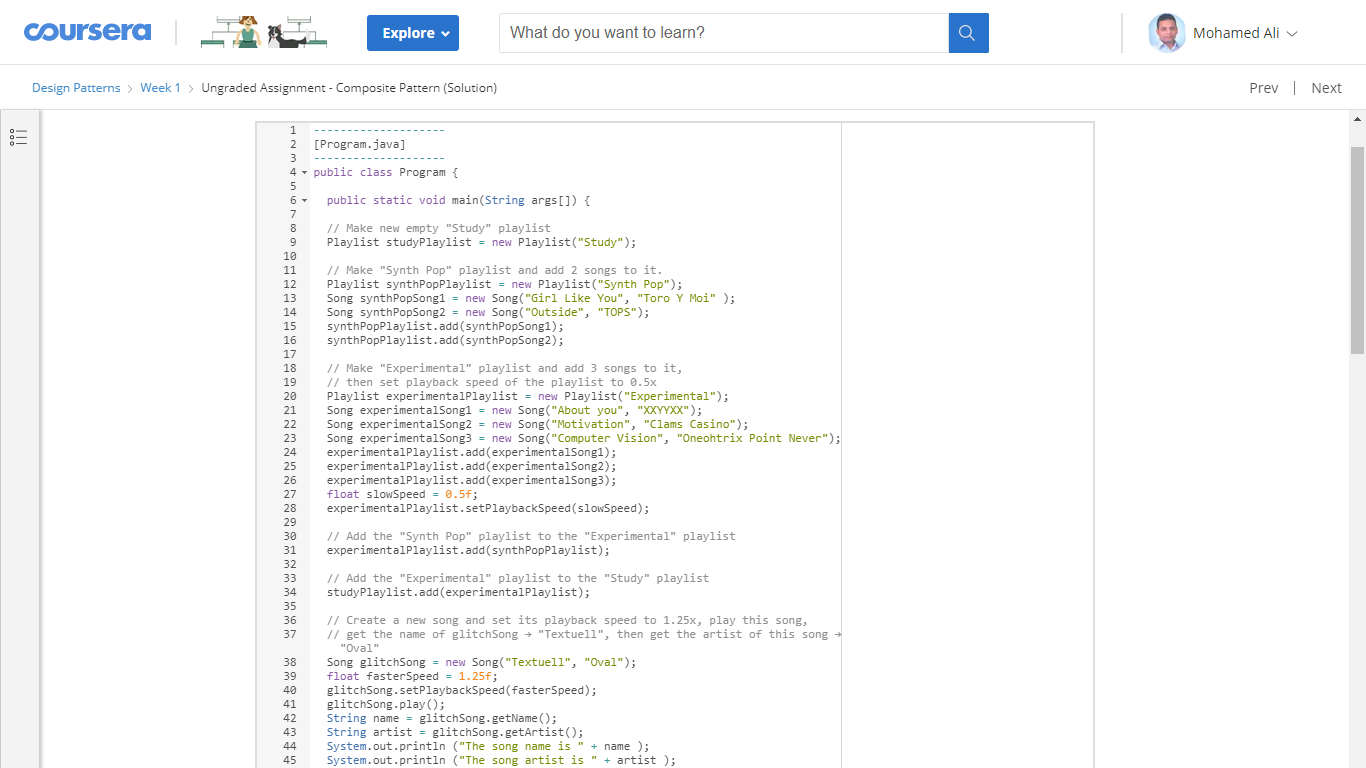 coursera
Explore
What do you want to learn?
Mohamed Ali
Design Patterns > Week 1 > Ungraded Assignment - Composite Pattern (Solution)
Prev | Next
1 --------------------
2 [Program.java]
3 --------------------
4 public class Program {
5
6 public static void main(String args[]) {
7
8 // Make new empty "Study" playlist
9 Playlist studyPlaylist = new Playlist("Study");
10
11 // Make "Synth Pop" playlist and add 2 songs to it.
12 Playlist synthPopPlaylist = new Playlist("Synth Pop");
13 Song synthPopSong1 = new Song("Girl Like You", "Toro Y Moi" );
14 Song synthPopSong2 = new Song("Outside", "TOPS");
15 synthPopPlaylist.add(synthPopSong1);
16 synthPopPlaylist.add(synthPopSong2);
17
18 // Make "Experimental" playlist and add 3 songs to it,
19 // then set playback speed of the playlist to 0.5x
20 Playlist experimentalPlaylist = new Playlist("Experimental");
21 Song experimentalSong1 = new Song("About you", "XXYYXX");
22 Song experimentalSong2 = new Song("Motivation", "Clams Casino");
23 Song experimentalSong3 = new Song("Computer Vision", "Oneohtrix Point Never");
24 experimentalPlaylist.add(experimentalSong1);
25 experimentalPlaylist.add(experimentalSong2);
26 experimentalPlaylist.add(experimentalSong3);
27 float slowSpeed = 0.5f;
28 experimentalPlaylist.setPlaybackSpeed(slowSpeed);
29
30 // Add the "Synth Pop" playlist to the "Experimental" playlist
31 experimentalPlaylist.add(synthPopPlaylist);
32
33 // Add the "Experimental" playlist to the "Study" playlist
34 studyPlaylist.add(experimentalPlaylist);
35
36 // Create a new song and set its playback speed to 1.25x, play this song,
37 // get the name of glitchSong → "Textuell", then get the artist of this song →
"Oval"
38 Song glitchSong = new Song("Textuell", "Oval");
39 float fasterSpeed = 1.25f;
40 glitchSong.setPlaybackSpeed(fasterSpeed);
41 glitchSong.play();
42 String name = glitchSong.getName();
43 String artist = glitchSong.getArtist();
44 System.out.println ("The song name is " + name );
45 System.out.println ("The song artist is " + artist );